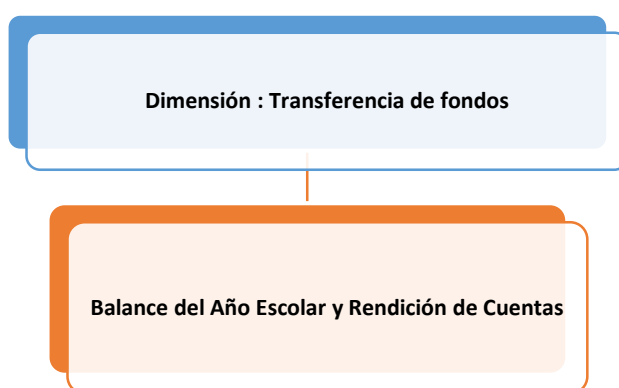 Dimensión : Transferencia de fondos
Balance del Año Escolar y Rendición de Cuentas